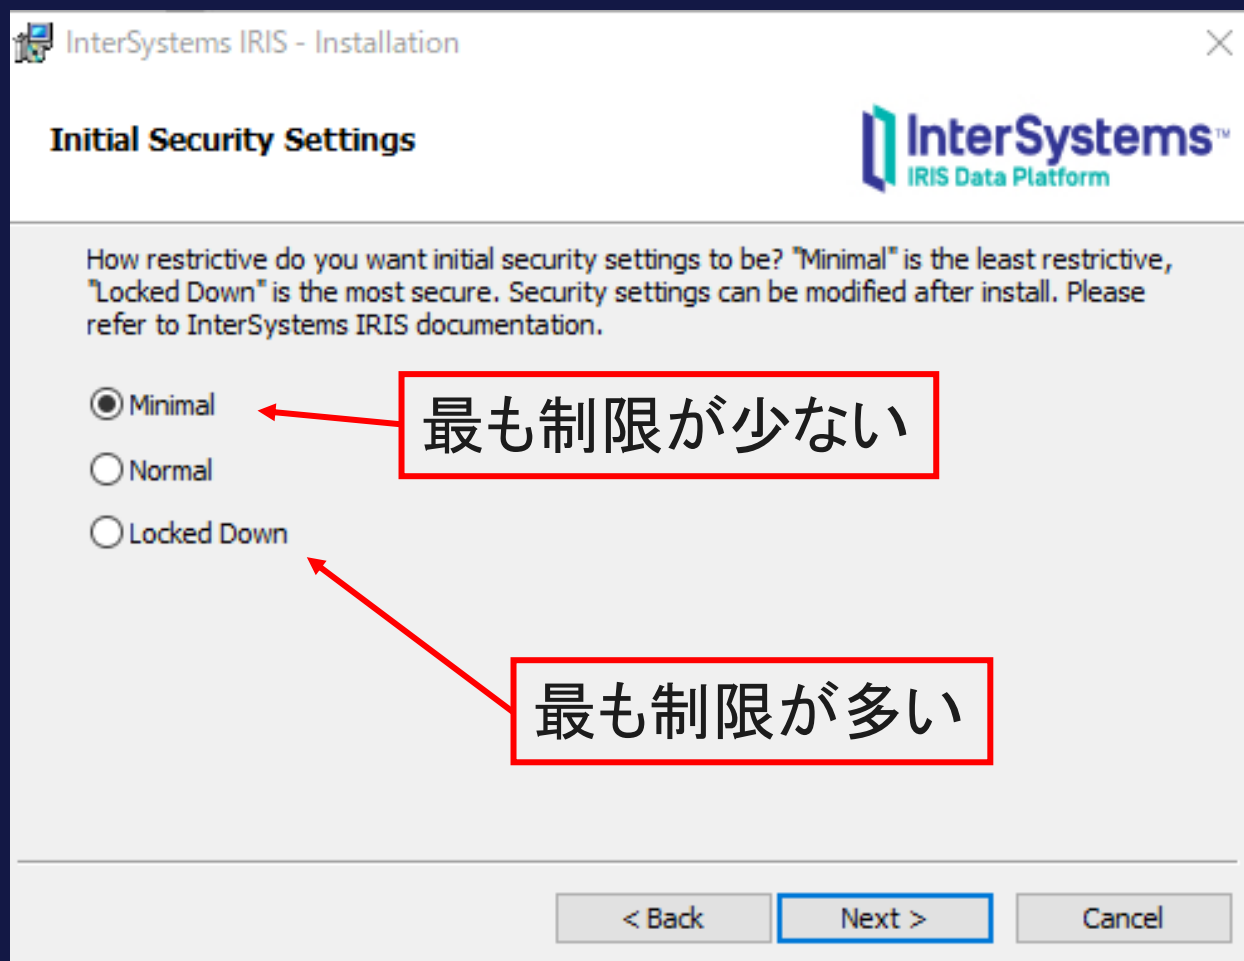 InterSystems IRIS - Installation
Initial Security Settings
InterSystems™
IRIS Data Platform
How restrictive do you want initial security settings to be? "Minimal" is the least restrictive,
"Locked Down" is the most secure. Security settings can be modified after install. Please
refer to InterSystems IRIS documentation.
Minimal
最も制限が少ない
Normal
Locked Down
最も制限が多い
< Back
Next >
Cancel